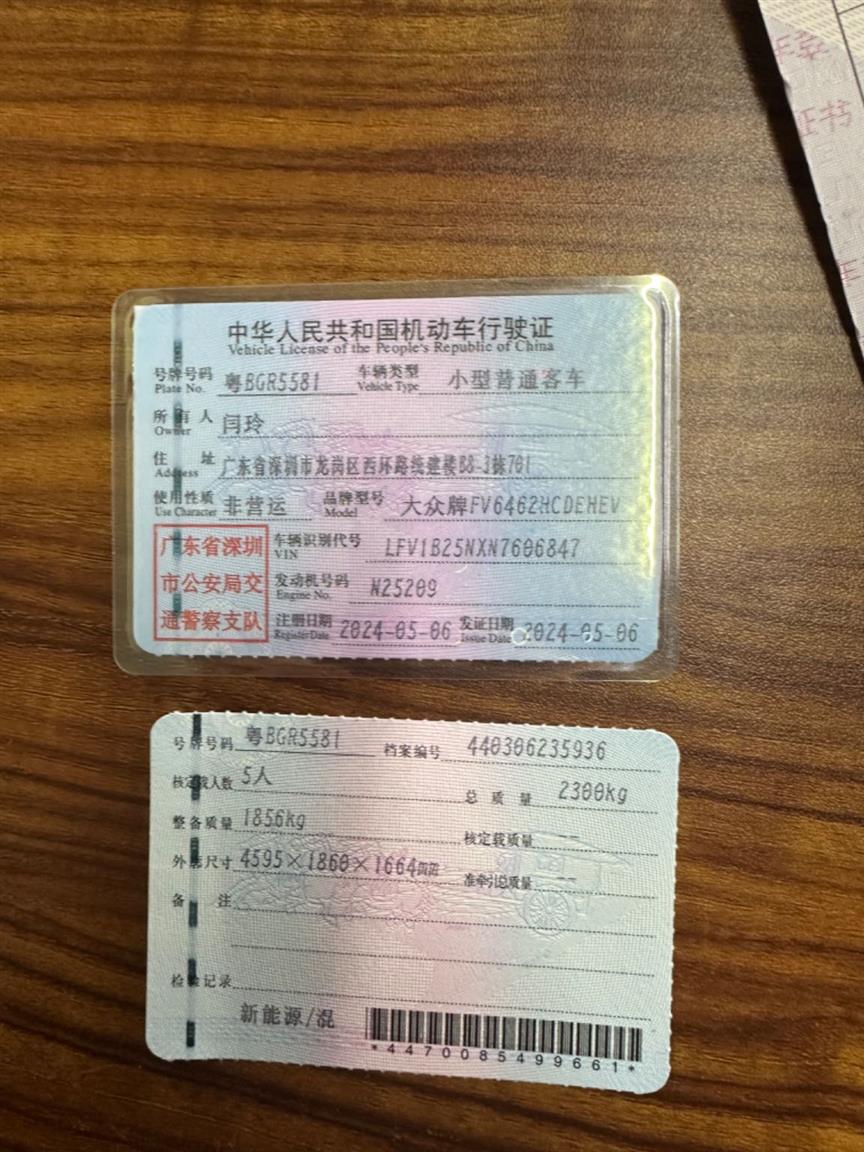 年委
证书
年
中华人民共和国机动车行驶证
Vehicle License of the People's Republic of China
号牌号码 粤BGR5581 车辆类型 小型普通客车
Plate No. Vehicle Type
所有人 闫玲
Owner
住址 广东省深圳市龙岗区西环路线建楼B8-3栋701
Address
使用性质 非营运 品牌型号 大众牌FV6462HCDEHEV
Use Character Model
广东省深圳
市公安局交
通警察支队
车辆识别代号 LFV1B25NXN7606847
VIN
发动机号码 N25209
Engine No.
注册日期 2024-05-06 发证日期 2024-05-06
Register Date Issue Date
号牌号码 粤BGR5581 档案编号 440306235936
核定载人数 5人 总质量 2300kg
整备质量 1856kg 核定载质量 --
外廓尺寸 4595×1860×1664mm 准牵引总质量 --
备注
检验记录
新能源/混
*4470085499661*